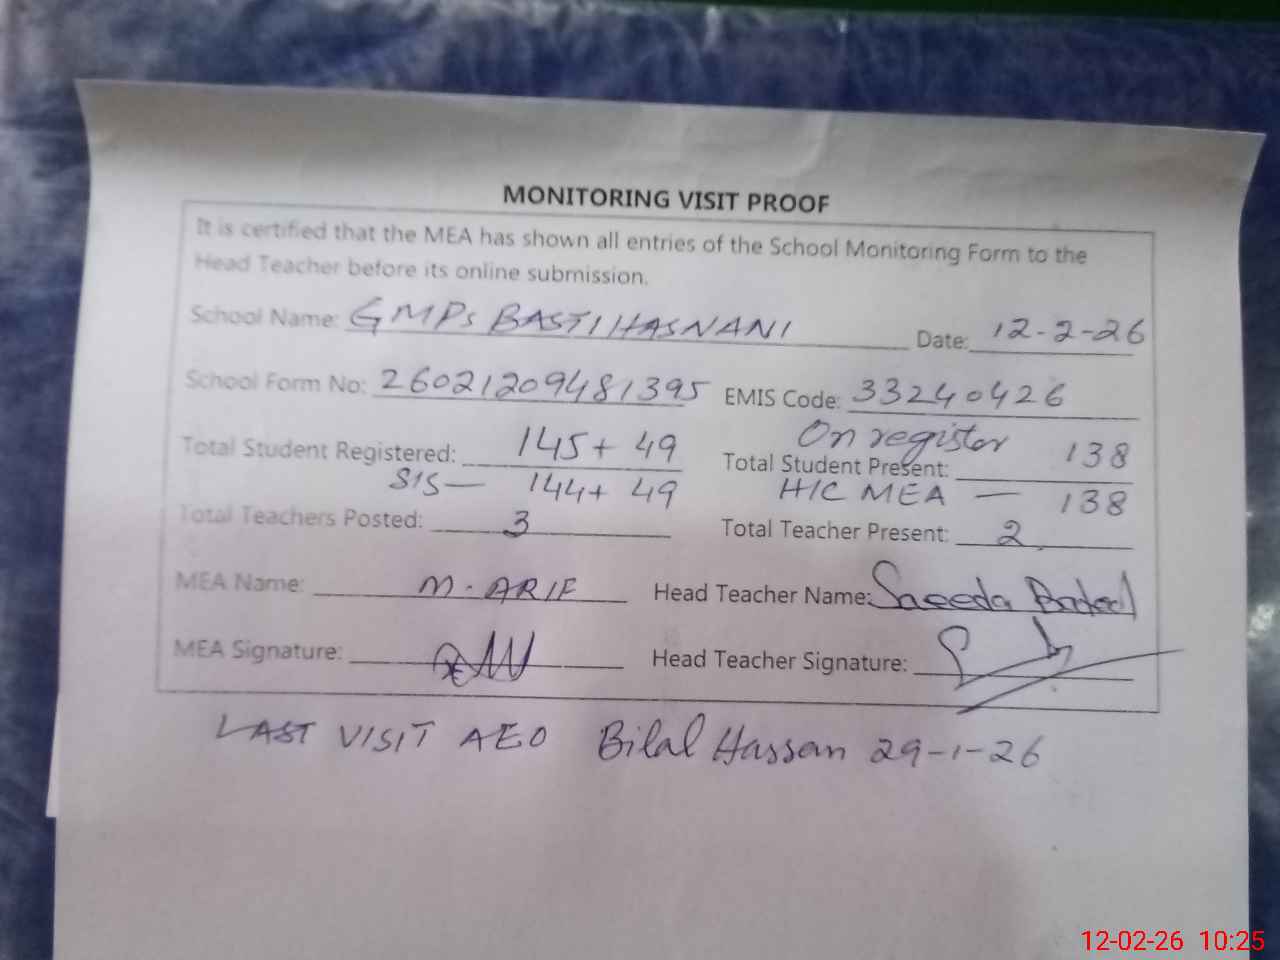 MONITORING VISIT PROOF
It is certified that the MEA has shown all entries of the School Monitoring Form to the
Head Teacher before its online submission.
School Name: GMPs BASTI HASNANI Date: 12-2-26
School Form No: 26021209481395 EMIS Code: 33240426
On register 138
Total Student Registered: 145+ 49 Total Student Present:
SIS— 144+ 49 H/C MEA — 138
Total Teachers Posted: 3 Total Teacher Present: 2
MEA Name: M. ARIF Head Teacher Name: Saeeda
MEA Signature: Head Teacher Signature:
LAST VISIT AEO Bilal Hassan 29-1-26
12-02-26 10:25